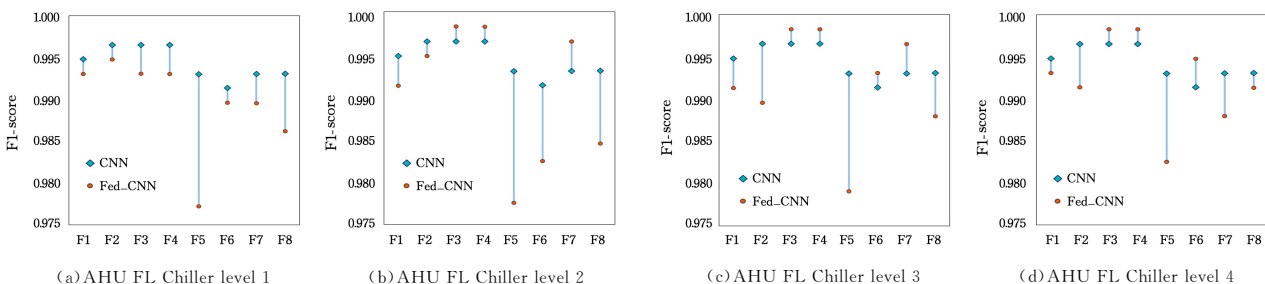 1.000
0.995
0.990
0.985
0.980
0.975
F1-score
CNN
Fed_CNN
F1 F2 F3 F4 F5 F6 F7 F8
(a)AHU FL Chiller level 1
1.000
0.995
0.990
0.985
0.980
0.975
F1-score
CNN
Fed_CNN
F1 F2 F3 F4 F5 F6 F7 F8
(b)AHU FL Chiller level 2
1.000
0.995
0.990
0.985
0.980
0.975
F1-score
CNN
Fed_CNN
F1 F2 F3 F4 F5 F6 F7 F8
(c)AHU FL Chiller level 3
1.000
0.995
0.990
0.985
0.980
0.975
F1-score
CNN
Fed_CNN
F1 F2 F3 F4 F5 F6 F7 F8
(d)AHU FL Chiller level 4